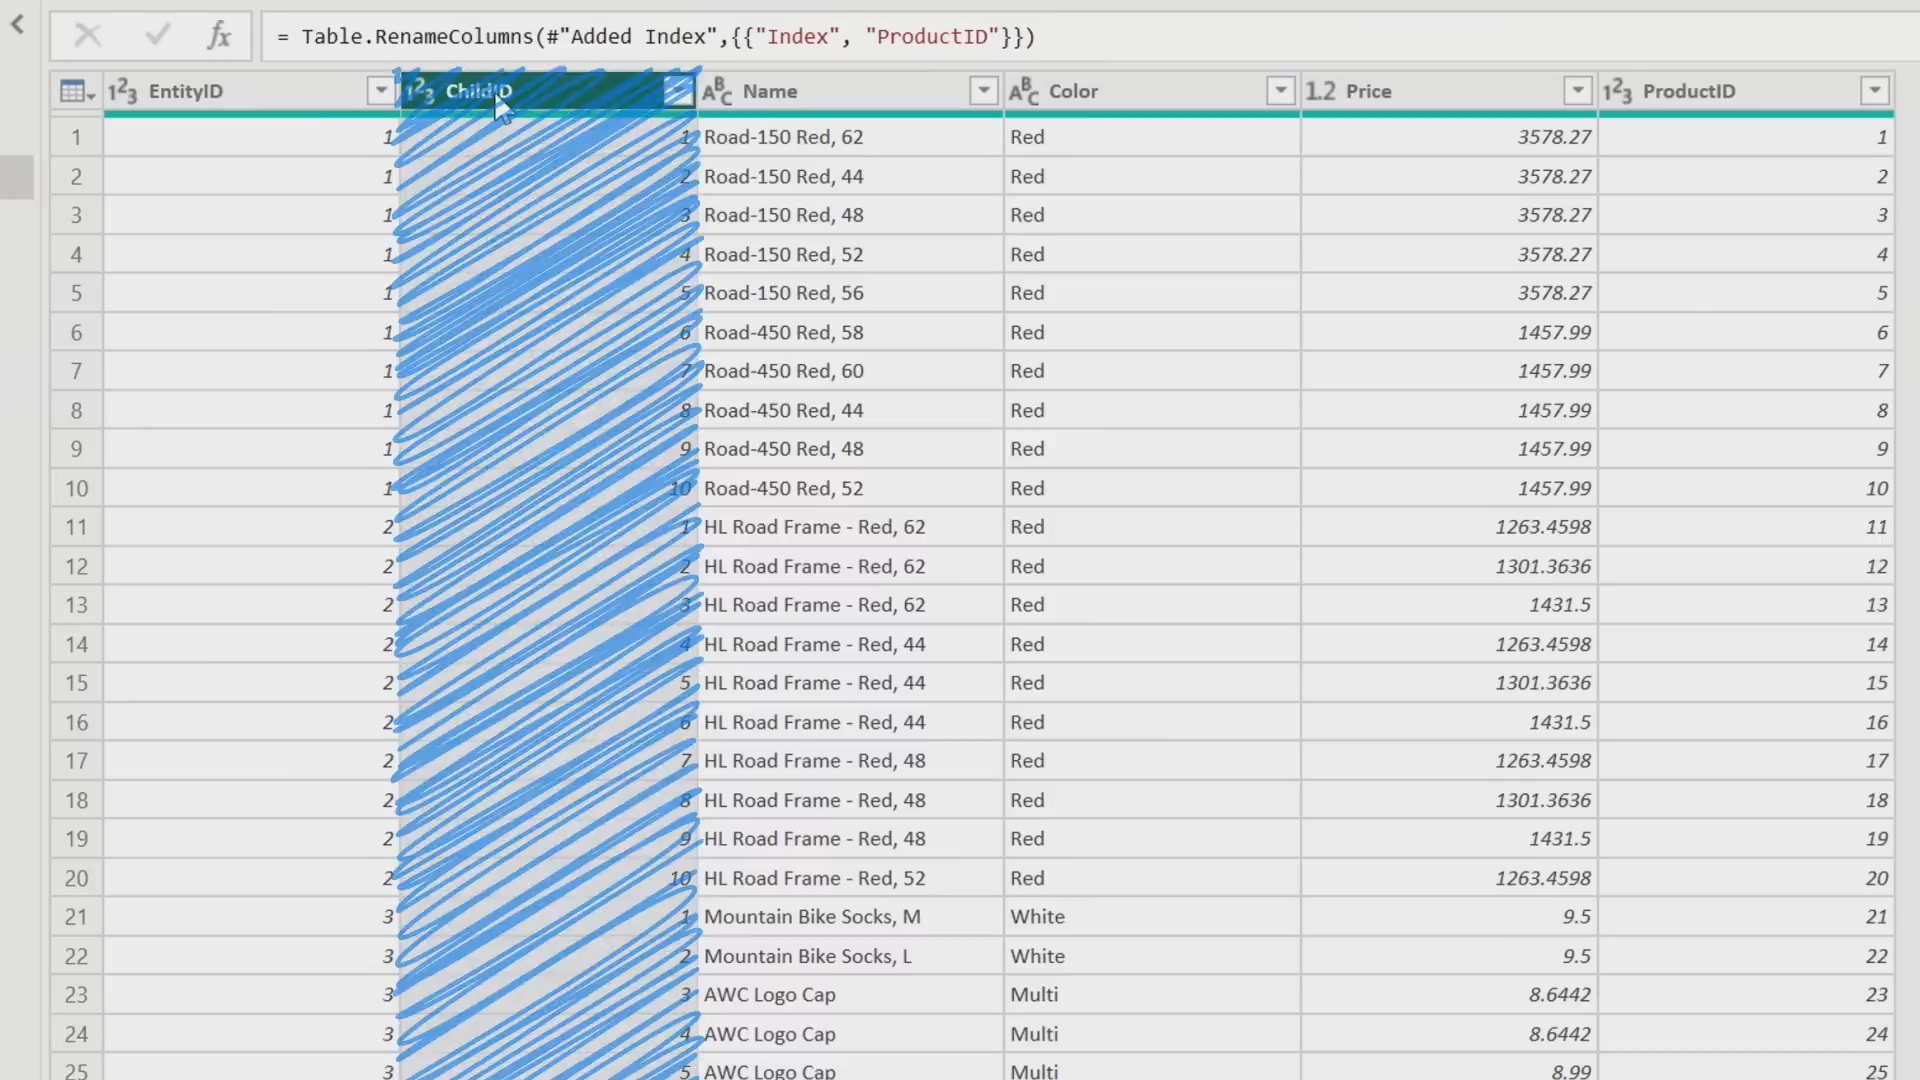 fx = Table.RenameColumns(#"Added Index",{{"Index", "ProductID"}})
123 EntityID 123 ChildID ABC Name ABC Color 1.2 Price 123 ProductID
1 1 1 Road-150 Red, 62 Red 3578.27 1
2 1 2 Road-150 Red, 44 Red 3578.27 2
3 1 3 Road-150 Red, 48 Red 3578.27 3
4 1 4 Road-150 Red, 52 Red 3578.27 4
5 1 5 Road-150 Red, 56 Red 3578.27 5
6 1 6 Road-450 Red, 58 Red 1457.99 6
7 1 7 Road-450 Red, 60 Red 1457.99 7
8 1 8 Road-450 Red, 44 Red 1457.99 8
9 1 9 Road-450 Red, 48 Red 1457.99 9
10 1 10 Road-450 Red, 52 Red 1457.99 10
11 2 1 HL Road Frame - Red, 62 Red 1263.4598 11
12 2 2 HL Road Frame - Red, 62 Red 1301.3636 12
13 2 3 HL Road Frame - Red, 62 Red 1431.5 13
14 2 4 HL Road Frame - Red, 44 Red 1263.4598 14
15 2 5 HL Road Frame - Red, 44 Red 1301.3636 15
16 2 6 HL Road Frame - Red, 44 Red 1431.5 16
17 2 7 HL Road Frame - Red, 48 Red 1263.4598 17
18 2 8 HL Road Frame - Red, 48 Red 1301.3636 18
19 2 9 HL Road Frame - Red, 48 Red 1431.5 19
20 2 10 HL Road Frame - Red, 52 Red 1263.4598 20
21 3 1 Mountain Bike Socks, M White 9.5 21
22 3 2 Mountain Bike Socks, L White 9.5 22
23 3 3 AWC Logo Cap Multi 8.6442 23
24 3 4 AWC Logo Cap Multi 8.6442 24
25 3 5 AWC Logo Cap Multi 8.99 25